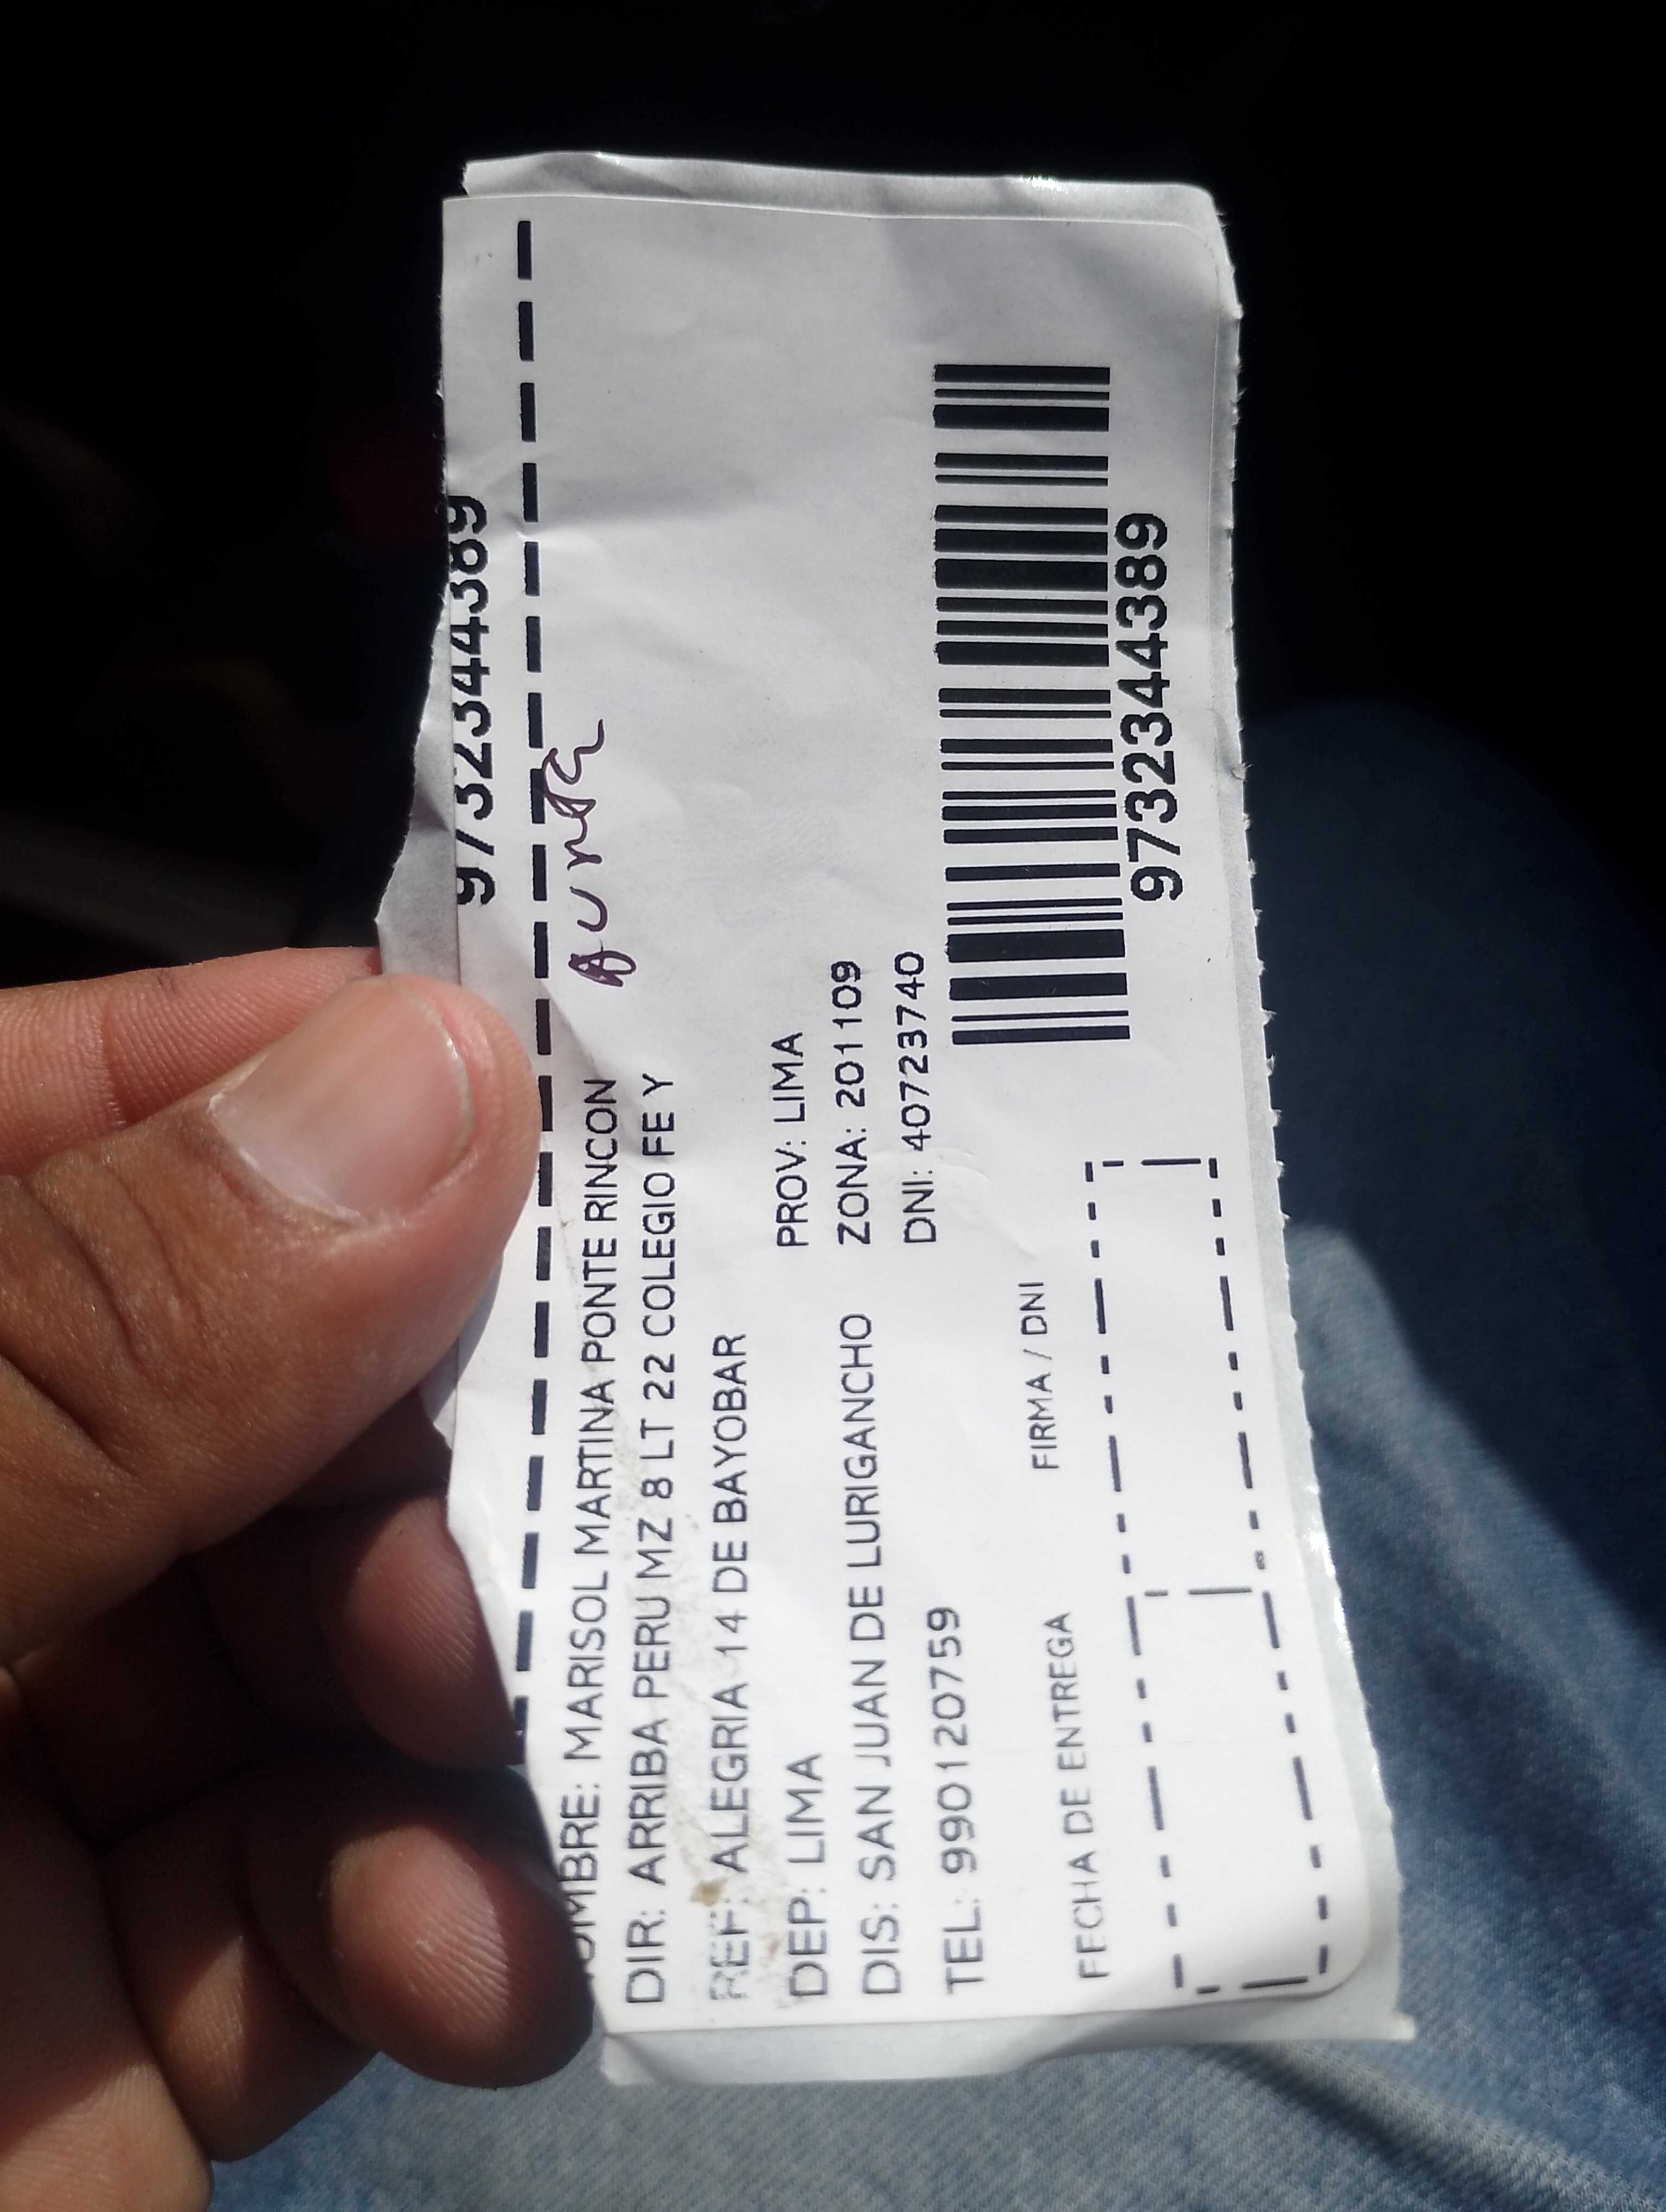 9732344389
NOMBRE: MARISOL MARTINA PONTE RINCON
DIR: ARRIBA PERU MZ 8 LT 22 COLEGIO FE Y
REF: ALEGRIA 14 DE BAYOBAR
DEP: LIMA PROV: LIMA
DIS: SAN JUAN DE LURIGANCHO ZONA: 2011109
TEL: 990120759 DNI: 40723740
FECHA DE ENTREGA FIRMA / DNI
9732344389